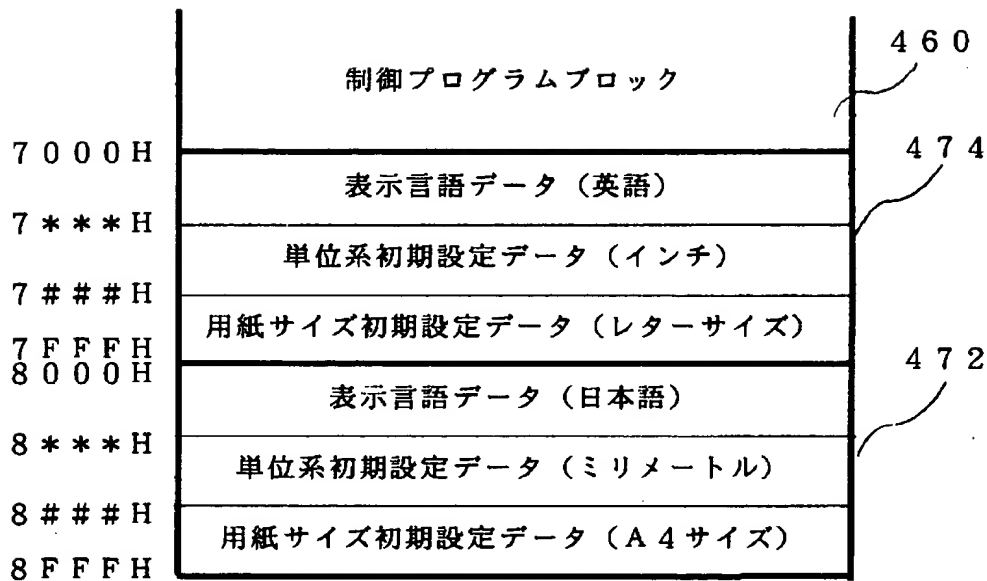 460
制御プログラムブロック
7000H
474
表示言語データ（英語）
7***H
単位系初期設定データ（インチ）
7###H
用紙サイズ初期設定データ（レターサイズ）
7FFFH
8000H
472
表示言語データ（日本語）
8***H
単位系初期設定データ（ミリメートル）
8###H
用紙サイズ初期設定データ（A4サイズ）
8FFFH